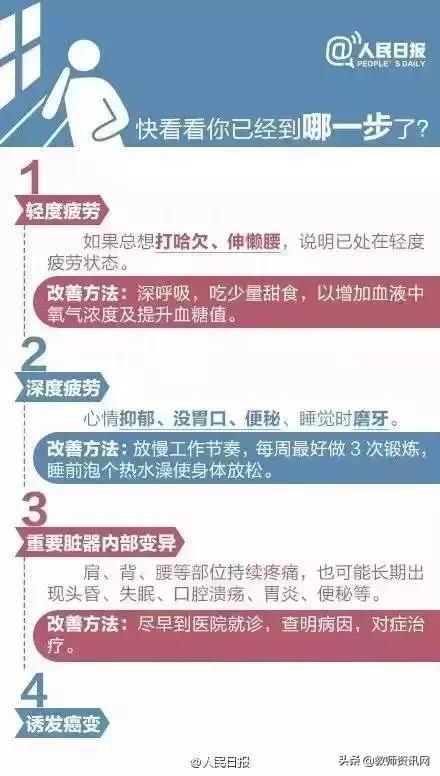 @人民日报
PEOPLE'S DAILY
快看看你已经到哪一步了？
1
轻度疲劳
如果总想打哈欠、伸懒腰，说明已处在轻度
疲劳状态。
改善方法：深呼吸，吃少量甜食，以增加血液中
氧气浓度及提升血糖值。
2
深度疲劳
心情抑郁、没胃口、便秘、睡觉时磨牙。
改善方法：放慢工作节奏，每周最好做 3 次锻炼，
睡前泡个热水澡使身体放松。
3
重要脏器内部变异
肩、背、腰等部位持续疼痛，也可能长期出
现头昏、失眠、口腔溃疡、胃炎、便秘等。
改善方法：尽早到医院就诊，查明病因，对症治
疗。
4
诱发癌变
@人民日报
头条@教师资讯网